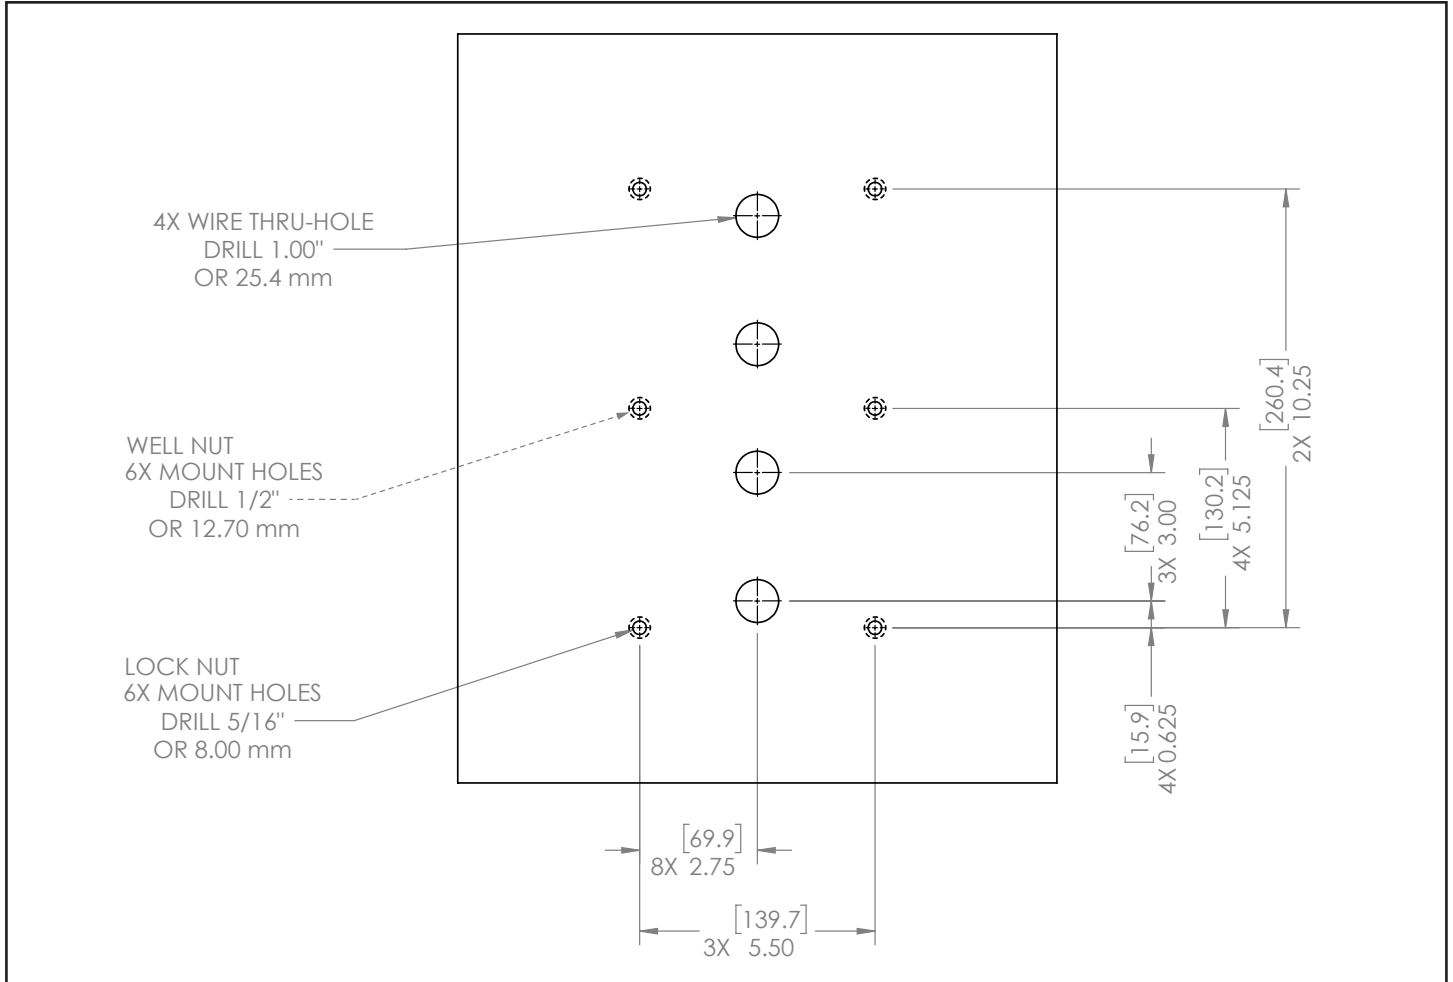 4X WIRE THRU-HOLE
DRILL 1.00"
OR 25.4 mm
WELL NUT
6X MOUNT HOLES
DRILL 1/2"
OR 12.70 mm
LOCK NUT
6X MOUNT HOLES
DRILL 5/16"
OR 8.00 mm
[260.4]
2X 10.25
[130.2]
4X 5.125
[76.2]
3X 3.00
[15.9]
4X 0.625
[69.9]
8X 2.75
[139.7]
3X 5.50